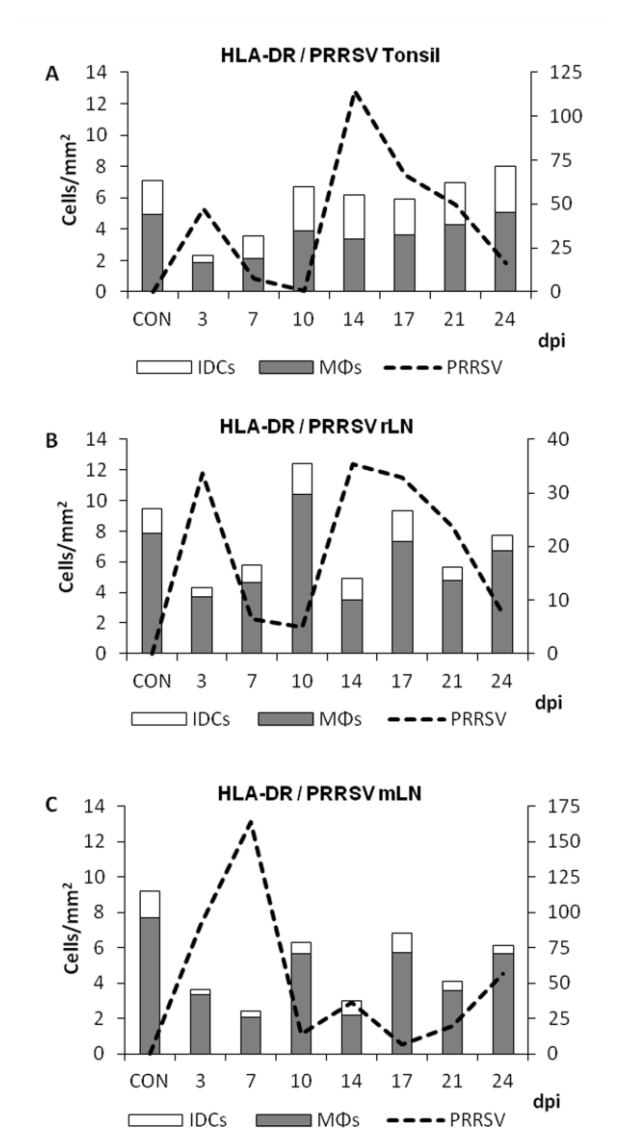 HLA-DR / PRRSV Tonsil
A
14
12
10
8
6
4
2
0
Cells/mm²
125
100
75
50
25
0
CON 3 7 10 14 17 21 24
dpi
IDCs MΦs PRRSV
HLA-DR / PRRSV rLN
B
14
12
10
8
6
4
2
0
Cells/mm²
40
30
20
10
0
CON 3 7 10 14 17 21 24
dpi
IDCs MΦs PRRSV
HLA-DR / PRRSV mLN
C
14
12
10
8
6
4
2
0
Cells/mm²
175
150
125
100
75
50
25
0
CON 3 7 10 14 17 21 24
dpi
IDCs MΦs PRRSV